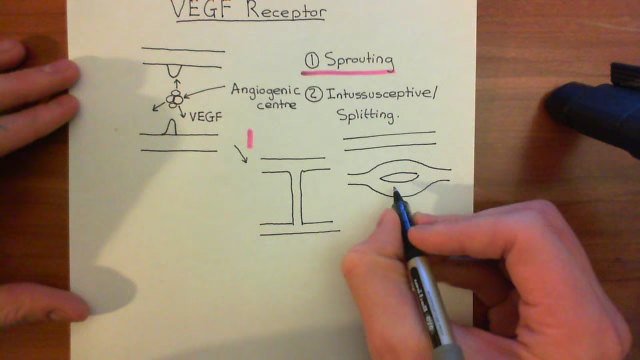 VEGF Receptor
① Sprouting
Angiogenic
centre
VEGF
② Intussusceptive/
Splitting.